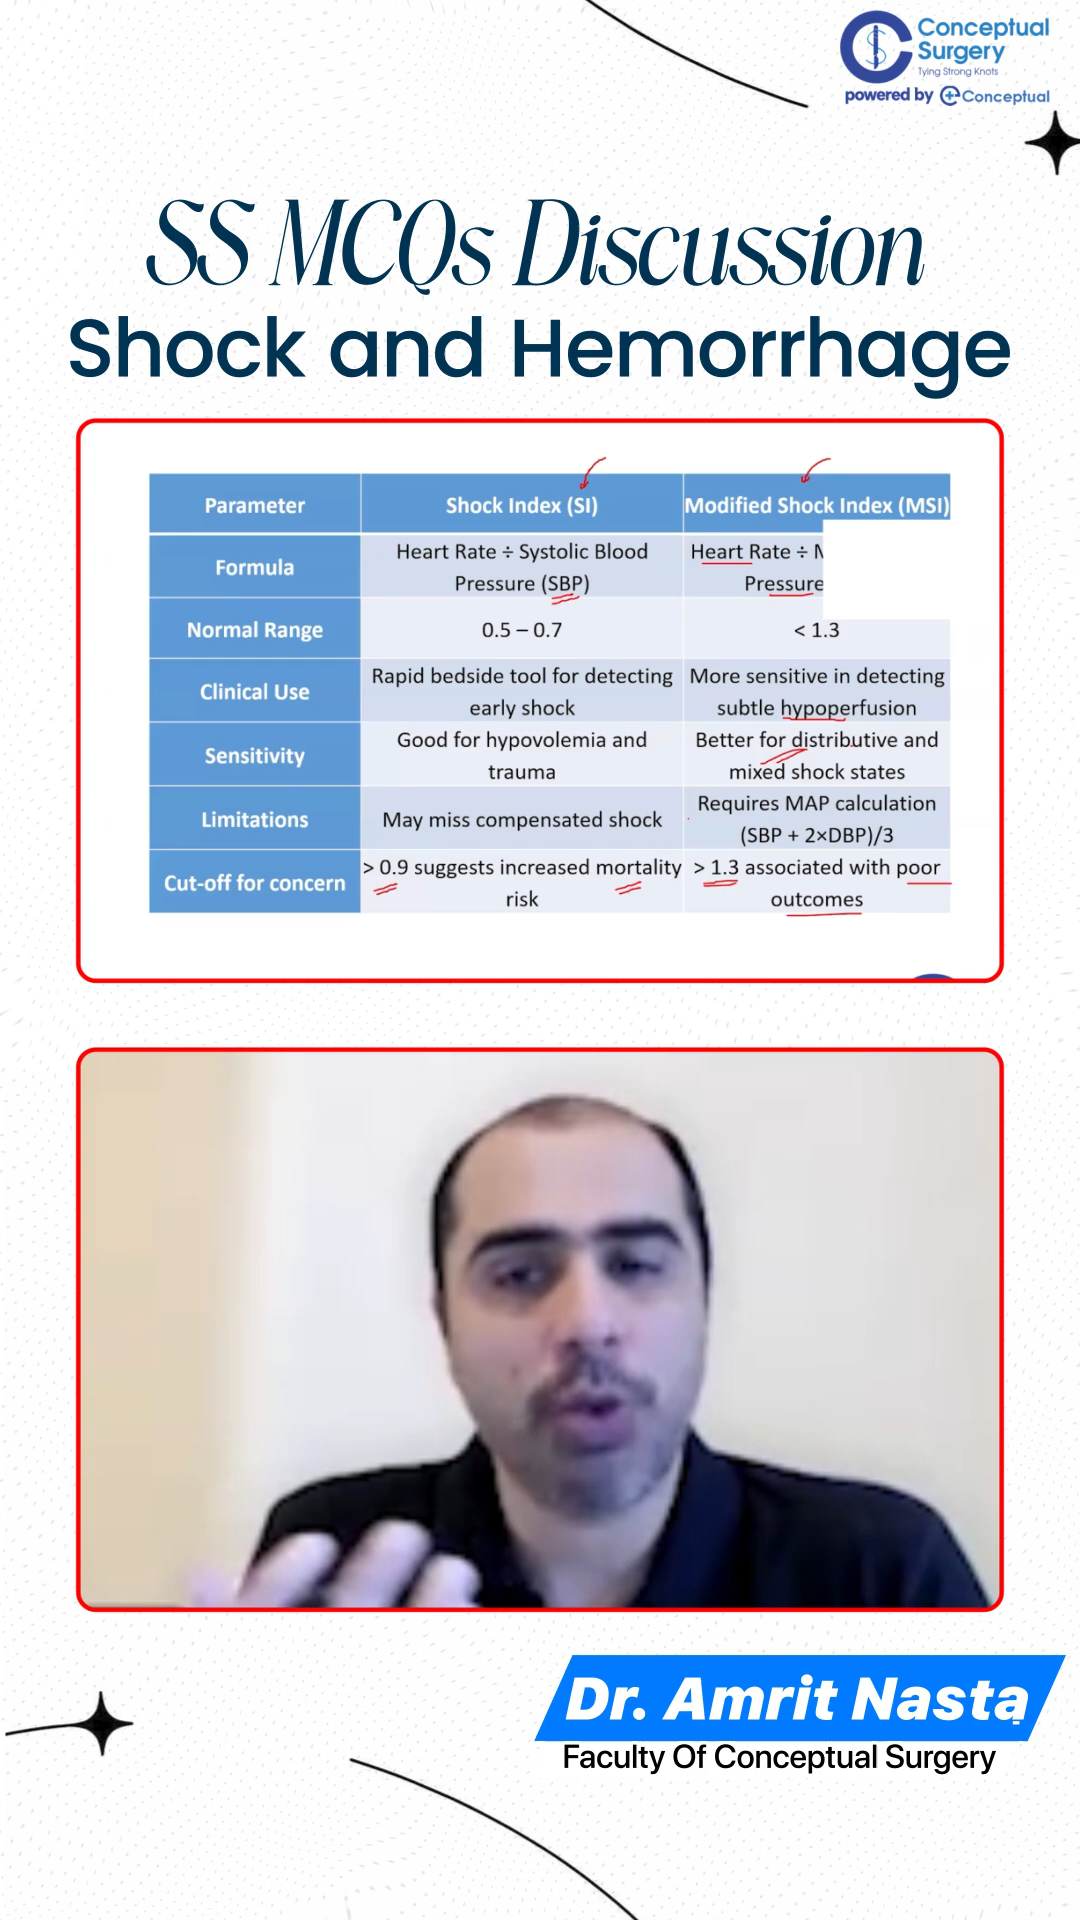 Conceptual
Surgery
Tying Strong Knots
powered by Conceptual
SS MCQs Discussion
Shock and Hemorrhage
Parameter
Shock Index (SI)
Modified Shock Index (MSI)
Formula
Heart Rate ÷ Systolic Blood
Pressure (SBP)
Heart Rate ÷
Pressure
Normal Range
0.5 – 0.7
< 1.3
Clinical Use
Rapid bedside tool for detecting
early shock
More sensitive in detecting
subtle hypoperfusion
Sensitivity
Good for hypovolemia and
trauma
Better for distributive and
mixed shock states
Limitations
May miss compensated shock
Requires MAP calculation
(SBP + 2×DBP)/3
Cut-off for concern
> 0.9 suggests increased mortality
risk
> 1.3 associated with poor
outcomes
Dr. Amrit Nasta
Faculty Of Conceptual Surgery